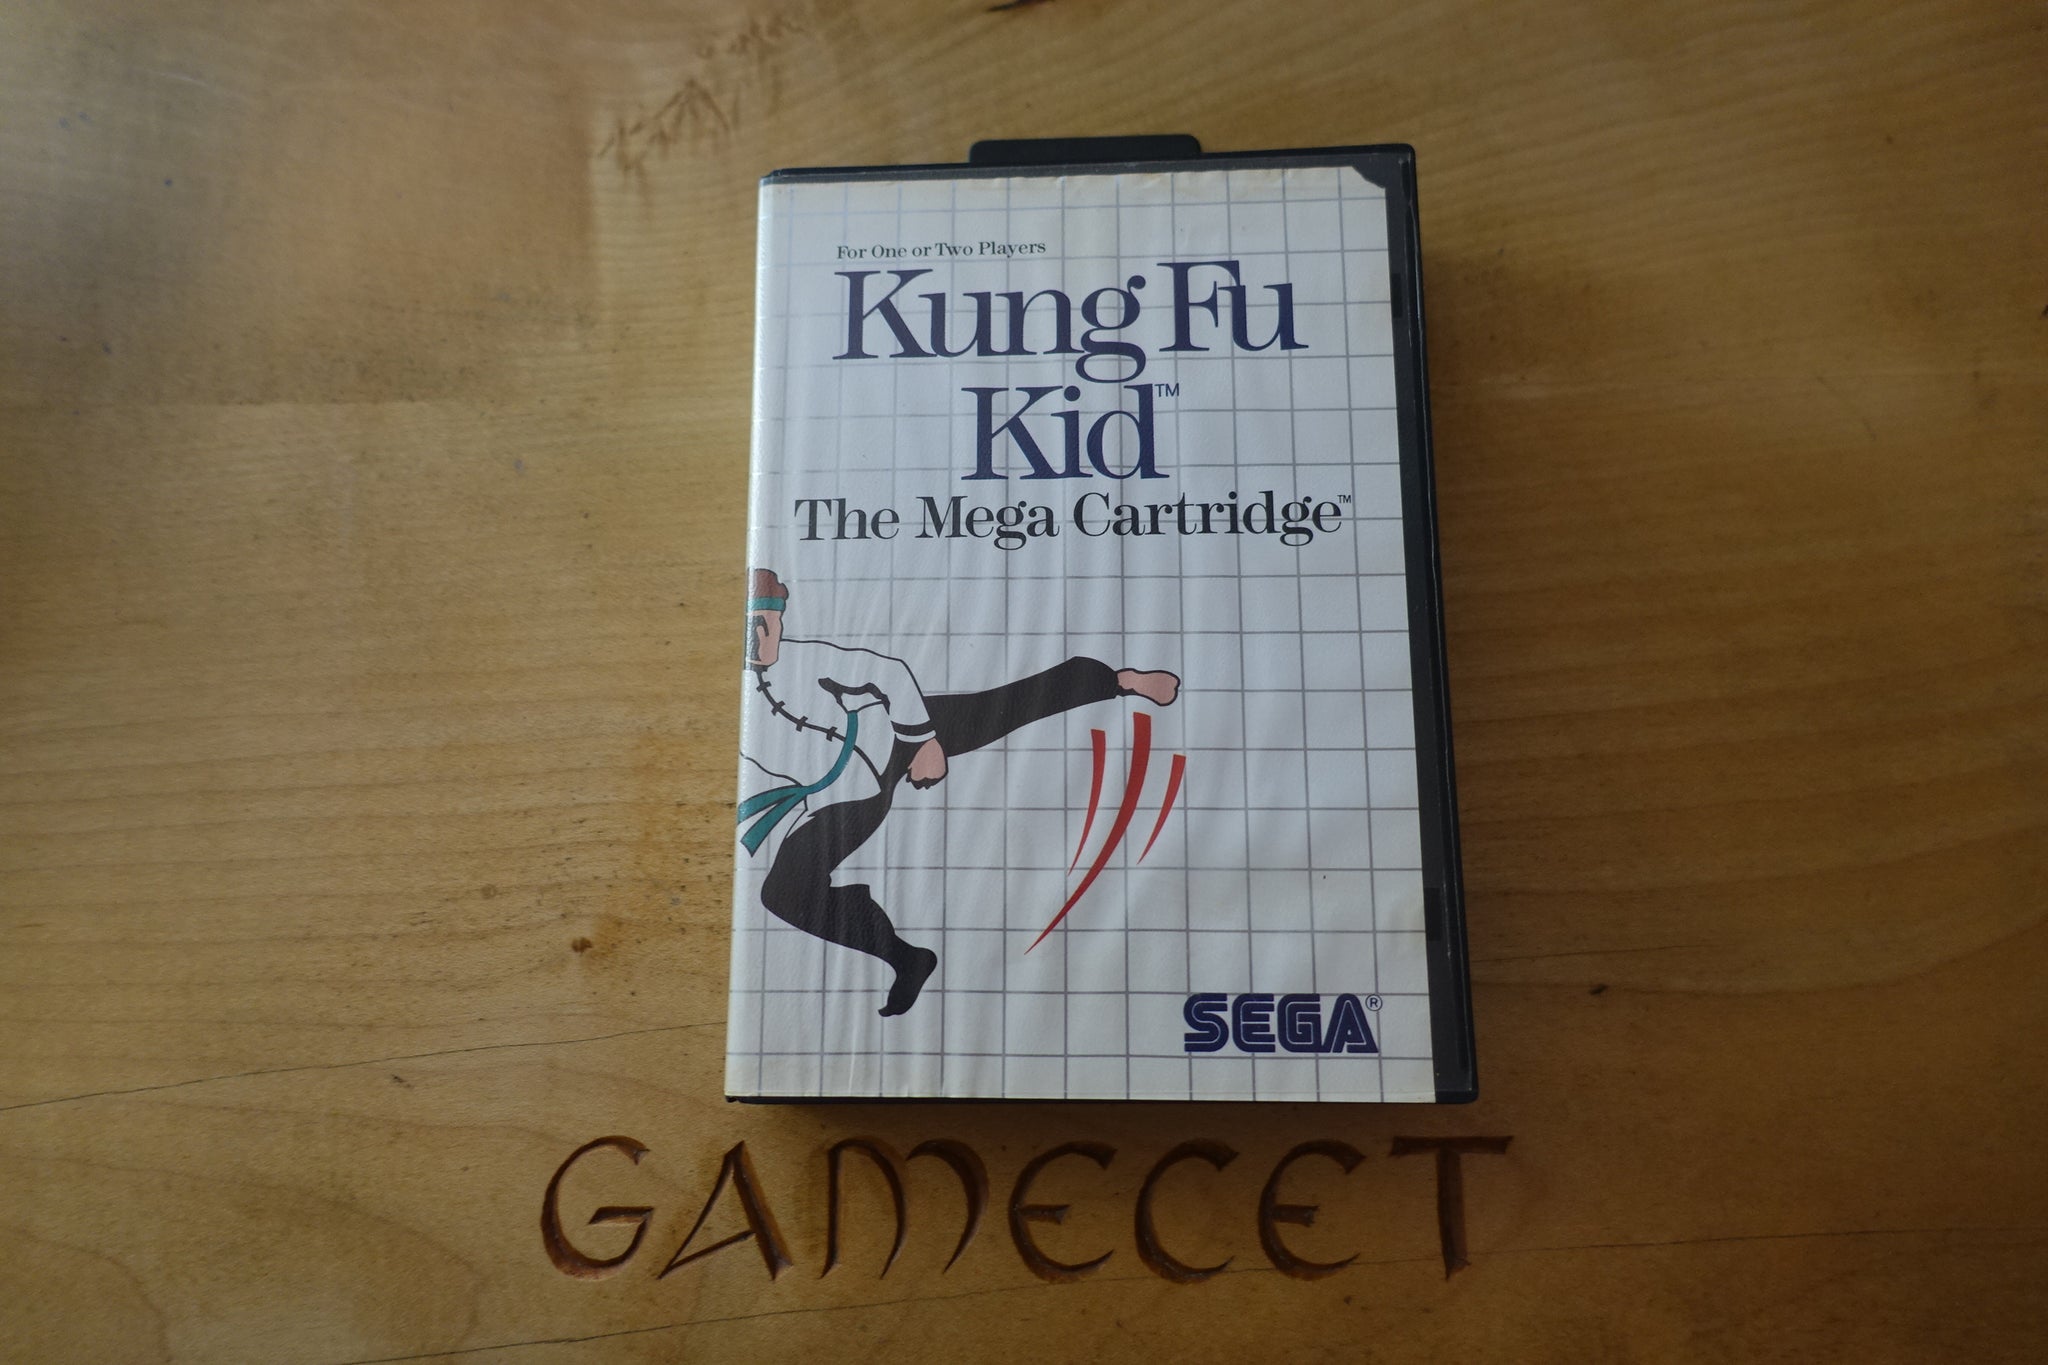 For One or Two Players
Kung Fu
Kid™
The Mega Cartridge™
SEGA®
GAMECET